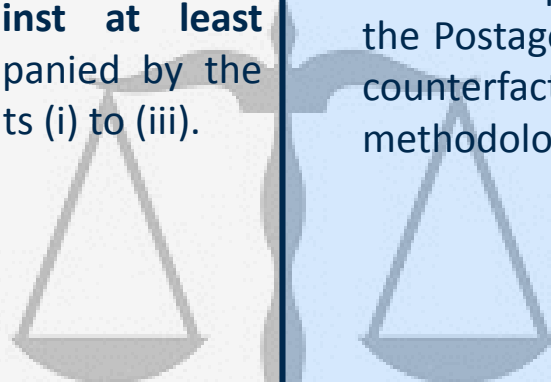 inst at least
panied by the
ts (i) to (iii).
the Postage
counterfact
methodolo